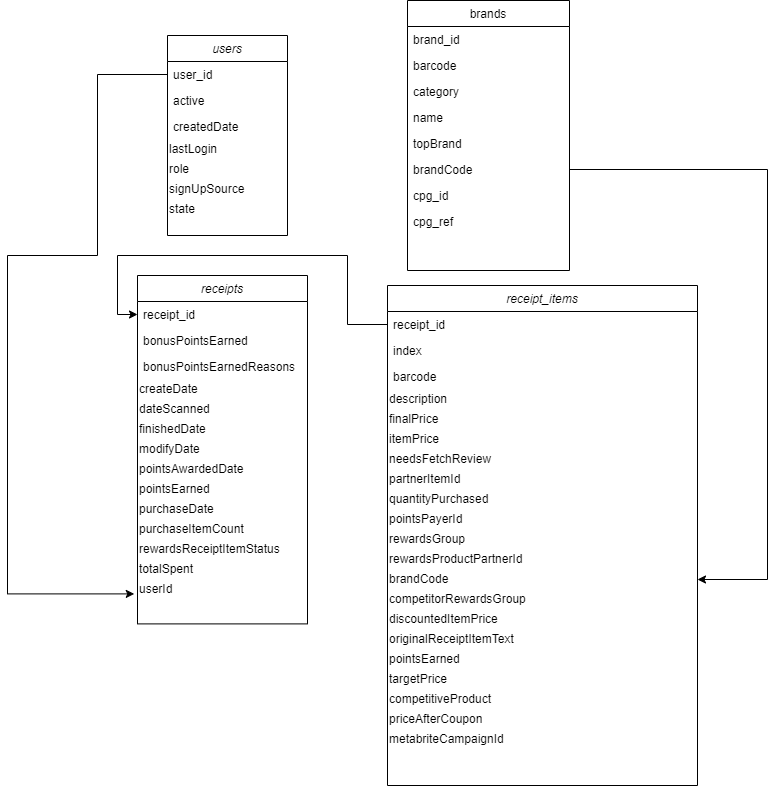 users
user_id
active
createdDate
lastLogin
role
signUpSource
state
brands
brand_id
barcode
category
name
topBrand
brandCode
cpg_id
cpg_ref
receipts
receipt_id
bonusPointsEarned
bonusPointsEarnedReasons
createDate
dateScanned
finishedDate
modifyDate
pointsAwardedDate
pointsEarned
purchaseDate
purchaseItemCount
rewardsReceiptItemStatus
totalSpent
userId
receipt_items
receipt_id
index
barcode
description
finalPrice
itemPrice
needsFetchReview
partnerItemId
quantityPurchased
pointsPayerId
rewardsGroup
rewardsProductPartnerId
brandCode
competitorRewardsGroup
discountedItemPrice
originalReceiptItemText
pointsEarned
targetPrice
competitiveProduct
priceAfterCoupon
metabriteCampaignId